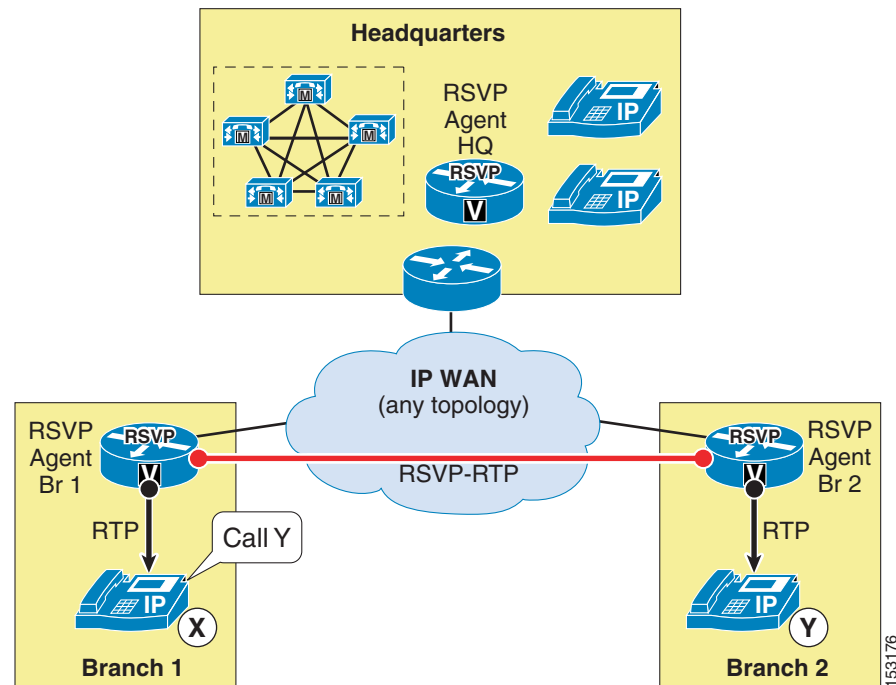 Headquarters
M
M
M
M
M
RSVP
Agent
HQ
RSVP
V
IP
IP
IP WAN
(any topology)
RSVP
Agent
Br 1
RSVP
V
RSVP-RTP
RSVP
V
RSVP
Agent
Br 2
RTP
Call Y
IP
X
Branch 1
RTP
IP
Y
Branch 2
153176